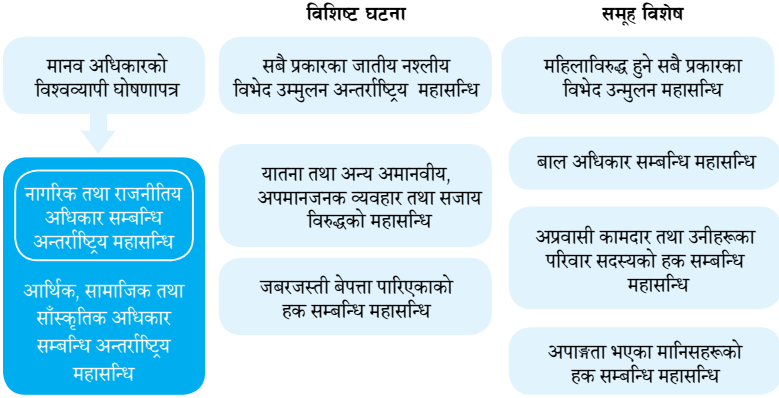 मानव अधिकारको
विश्वव्यापी घोषणापत्र
नागरिक तथा राजनीतिय
अधिकार सम्बन्धि
अन्तर्राष्ट्रिय महासन्धि
आर्थिक, सामाजिक तथा
साँस्कृतिक अधिकार
सम्बन्धि अन्तर्राष्ट्रिय
महासन्धि
विशिष्ट घटना
सबै प्रकारका जातीय नश्लीय
विभेद उम्मुलन अन्तर्राष्ट्रिय महासन्धि
यातना तथा अन्य अमानवीय,
अपमानजनक व्यवहार तथा सजाय
विरुद्धको महासन्धि
जबरजस्ती बेपत्ता पारिएकाको
हक सम्बन्धि महासन्धि
समूह विशेष
महिलाविरुद्ध हुने सबै प्रकारका
विभेद उन्मुलन महासन्धि
बाल अधिकार सम्बन्धि महासन्धि
अप्रवासी कामदार तथा उनीहरूका
परिवार सदस्यको हक सम्बन्धि
महासन्धि
अपाङ्गता भएका मानिसहरूको
हक सम्बन्धि महासन्धि